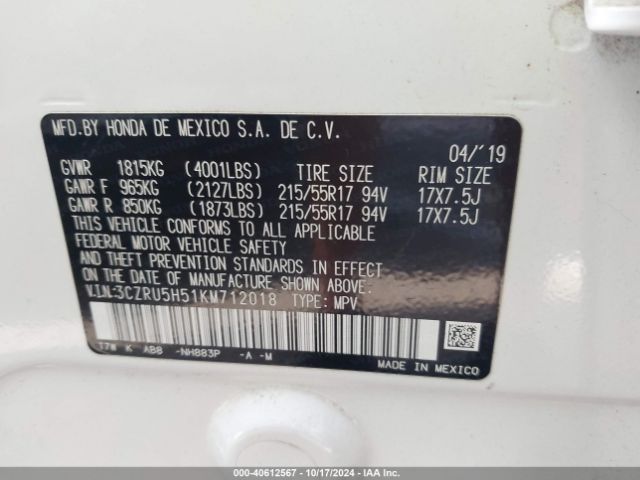 MFD.BY HONDA DE MEXICO S.A. DE C.V.
04/'19
GVWR 1815KG (4001LBS) TIRE SIZE RIM SIZE
GAWR F 965KG (2127LBS) 215/55R17 94V 17X7.5J
GAWR R 850KG (1873LBS) 215/55R17 94V 17X7.5J
THIS VEHICLE CONFORMS TO ALL APPLICABLE
FEDERAL MOTOR VEHICLE SAFETY
AND THEFT PREVENTION STANDARDS IN EFFECT
ON THE DATE OF MANUFACTURE SHOWN ABOVE.
V.I.N:3CZRU5H51KM712018 TYPE: MPV
T7W K AB8 -NH883P -A -M
MADE IN MEXICO
000-40612567 - 10/17/2024 - Copyright IAA, LLC